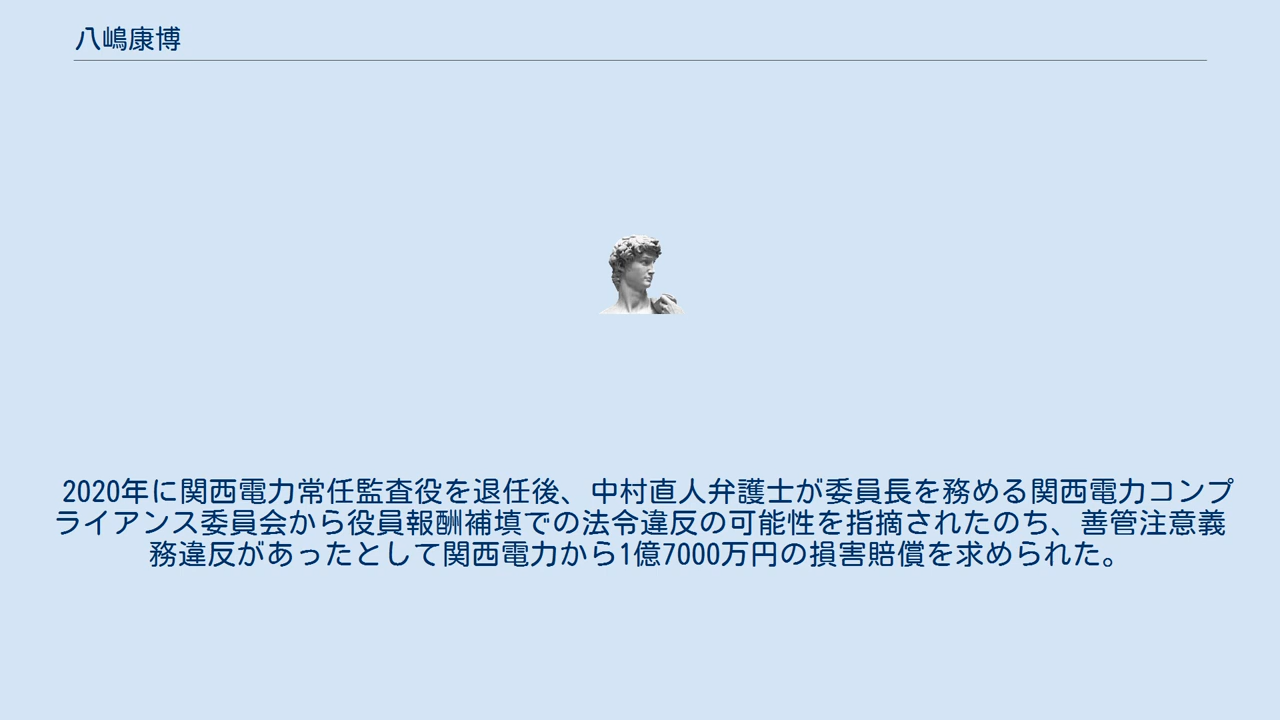 八嶋康博
2020年に関西電力常任監査役を退任後、中村直人弁護士が委員長を務める関西電力コンプ
ライアンス委員会から役員報酬補填での法令違反の可能性を指摘されたのち、善管注意義
務違反があったとして関西電力から1億7000万円の損害賠償を求められた。